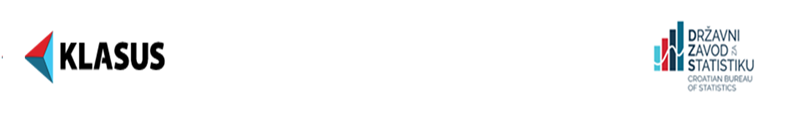 KLASUS
DRŽAVNI
ZAVOD ZA
STATISTIKU
CROATIAN BUREAU
OF STATISTICS